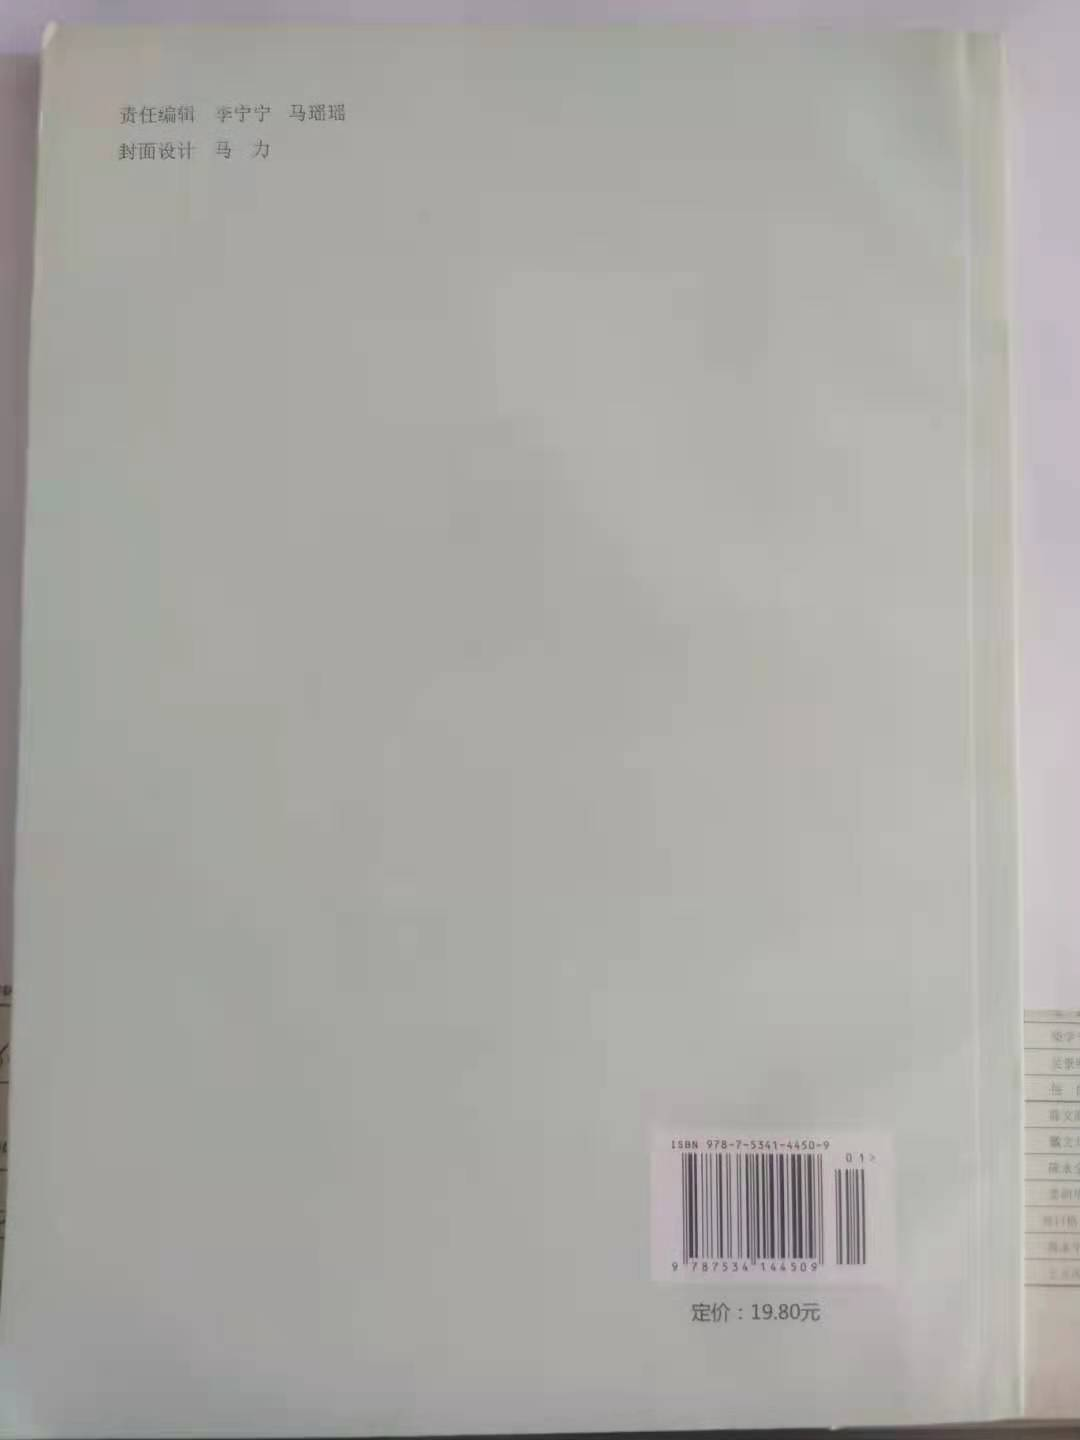 责任编辑 李宁宁 马瑶瑶
封面设计 马 力
ISBN 978-7-5341-4450-9
01>
9 787534 144509
定价：19.80元